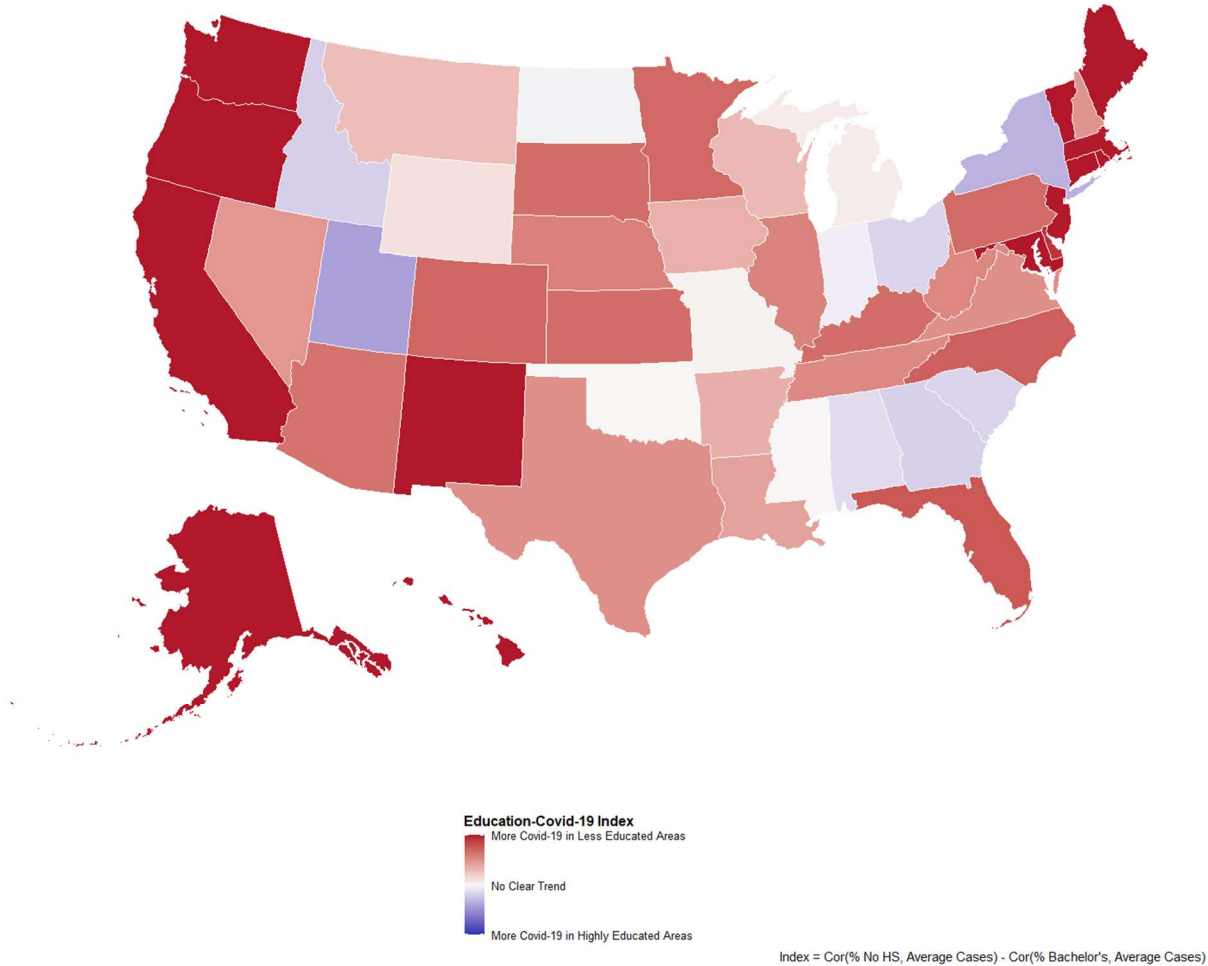 Education-Covid-19 Index
More Covid-19 in Less Educated Areas
No Clear Trend
More Covid-19 in Highly Educated Areas
Index = Cor(% No HS, Average Cases) - Cor(% Bachelor's, Average Cases)